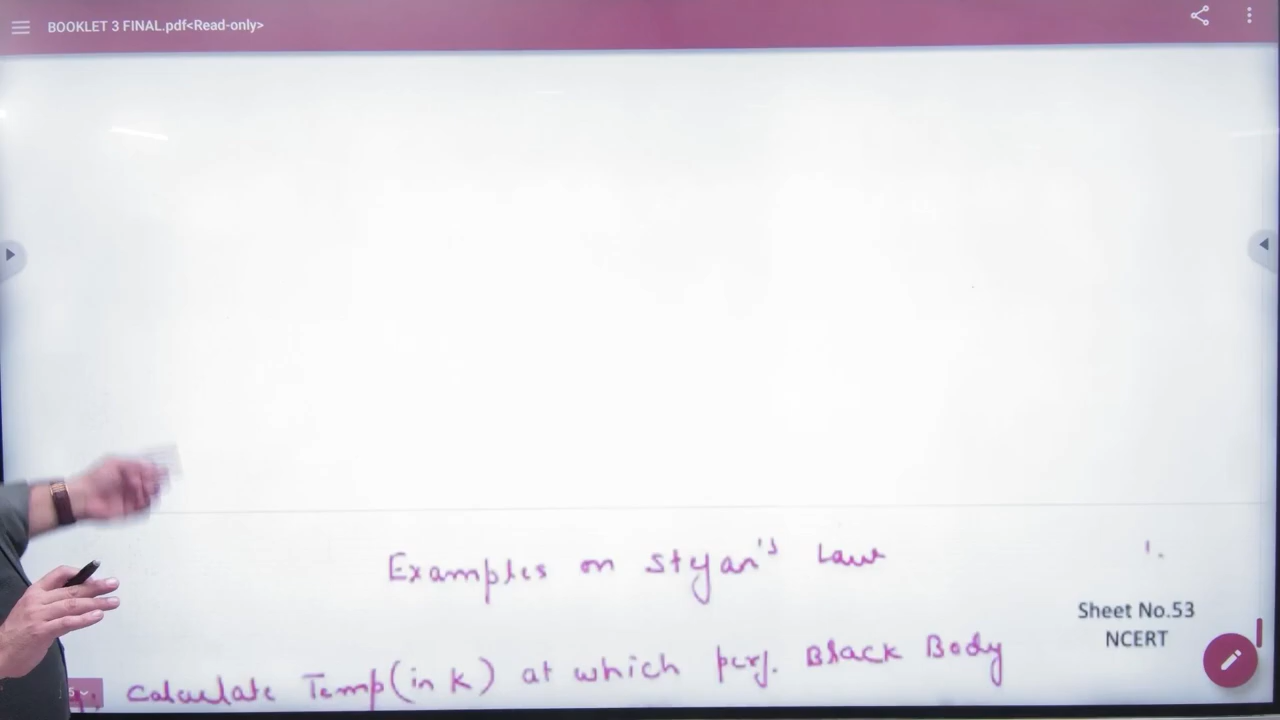 BOOKLET 3 FINAL.pdf<Read-only>
Examples on Styan's Law
1.
Sheet No.53
NCERT
Calculate Temp(in K) at which perf. Black Body